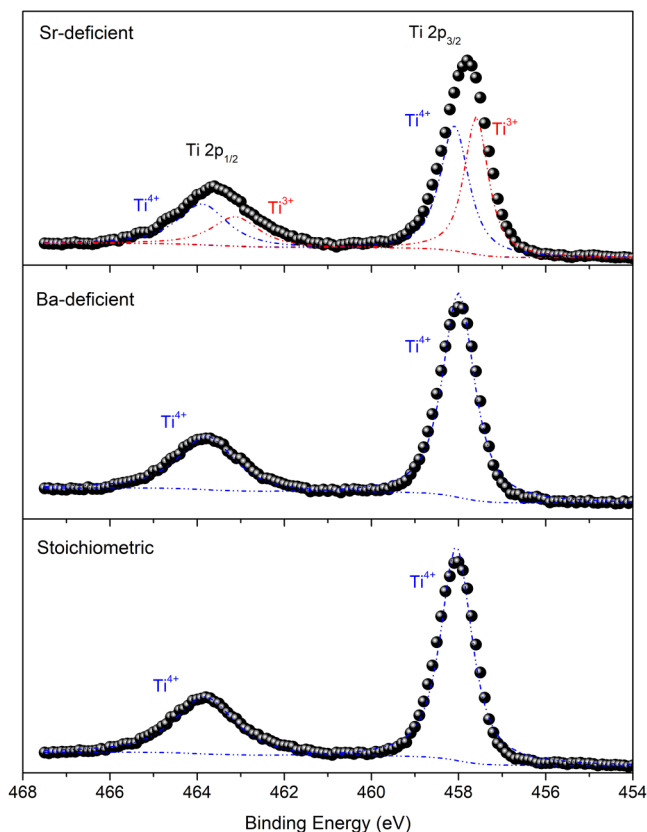 Sr-deficient
Ti 2p3/2
Ti4+
Ti3+
Ti 2p1/2
Ti4+
Ti3+
Ba-deficient
Ti4+
Ti4+
Stoichiometric
Ti4+
Ti4+
468 466 464 462 460 458 456 454
Binding Energy (eV)